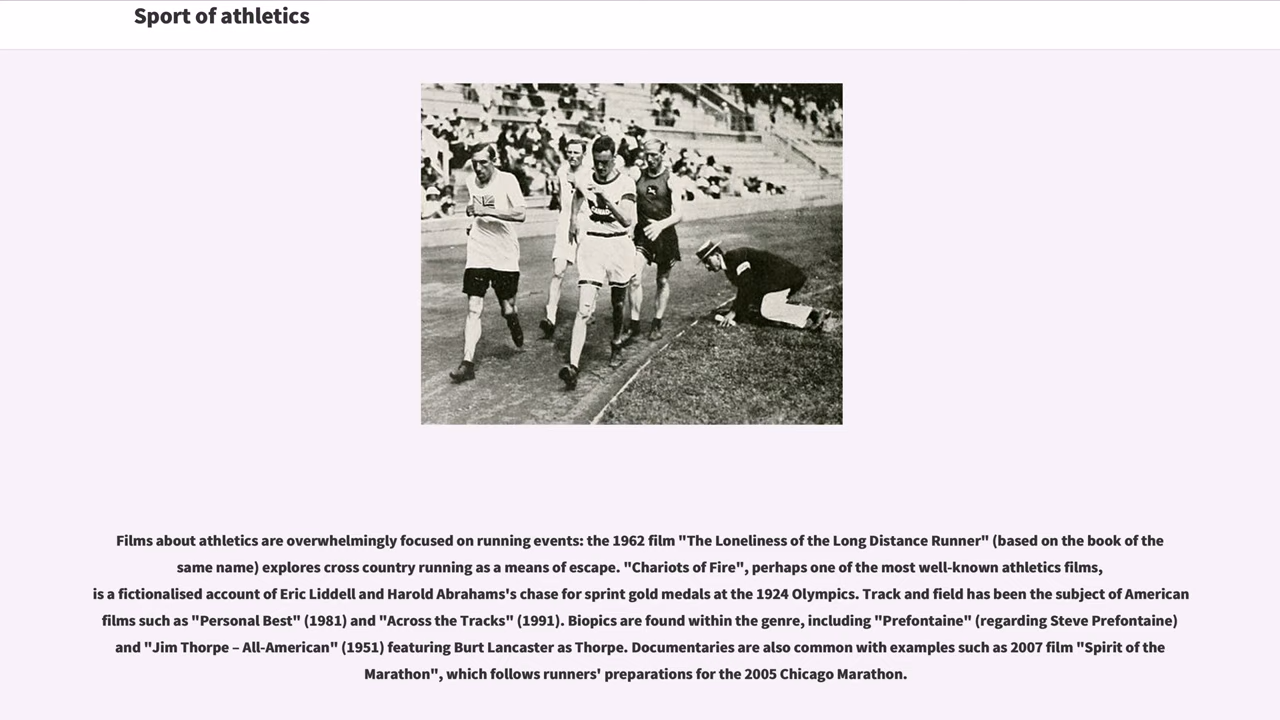 Sport of athletics
CANADA
Films about athletics are overwhelmingly focused on running events: the 1962 film "The Loneliness of the Long Distance Runner" (based on the book of the
same name) explores cross country running as a means of escape. "Chariots of Fire", perhaps one of the most well-known athletics films,
is a fictionalised account of Eric Liddell and Harold Abrahams's chase for sprint gold medals at the 1924 Olympics. Track and field has been the subject of American
films such as "Personal Best" (1981) and "Across the Tracks" (1991). Biopics are found within the genre, including "Prefontaine" (regarding Steve Prefontaine)
and "Jim Thorpe – All-American" (1951) featuring Burt Lancaster as Thorpe. Documentaries are also common with examples such as 2007 film "Spirit of the
Marathon", which follows runners' preparations for the 2005 Chicago Marathon.